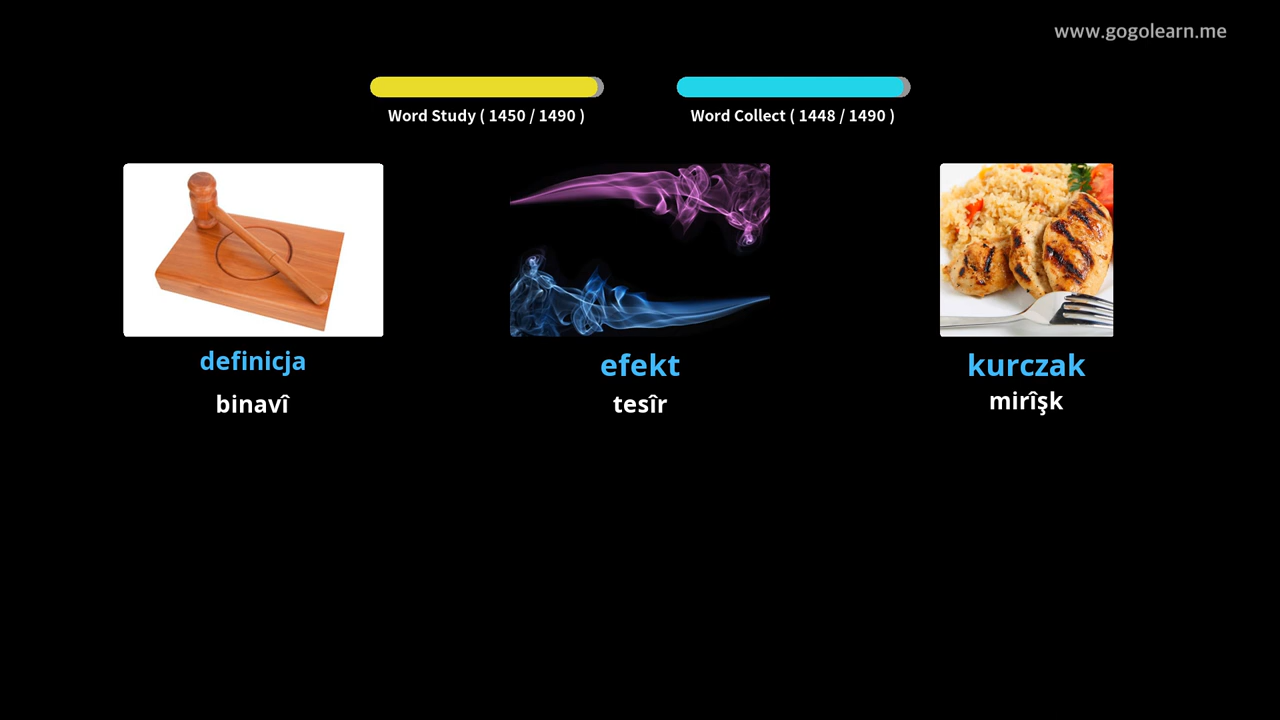 www.gogolearn.me
Word Study ( 1450 / 1490 )
Word Collect ( 1448 / 1490 )
definicja
efekt
kurczak
binavî
tesîr
mirîşk